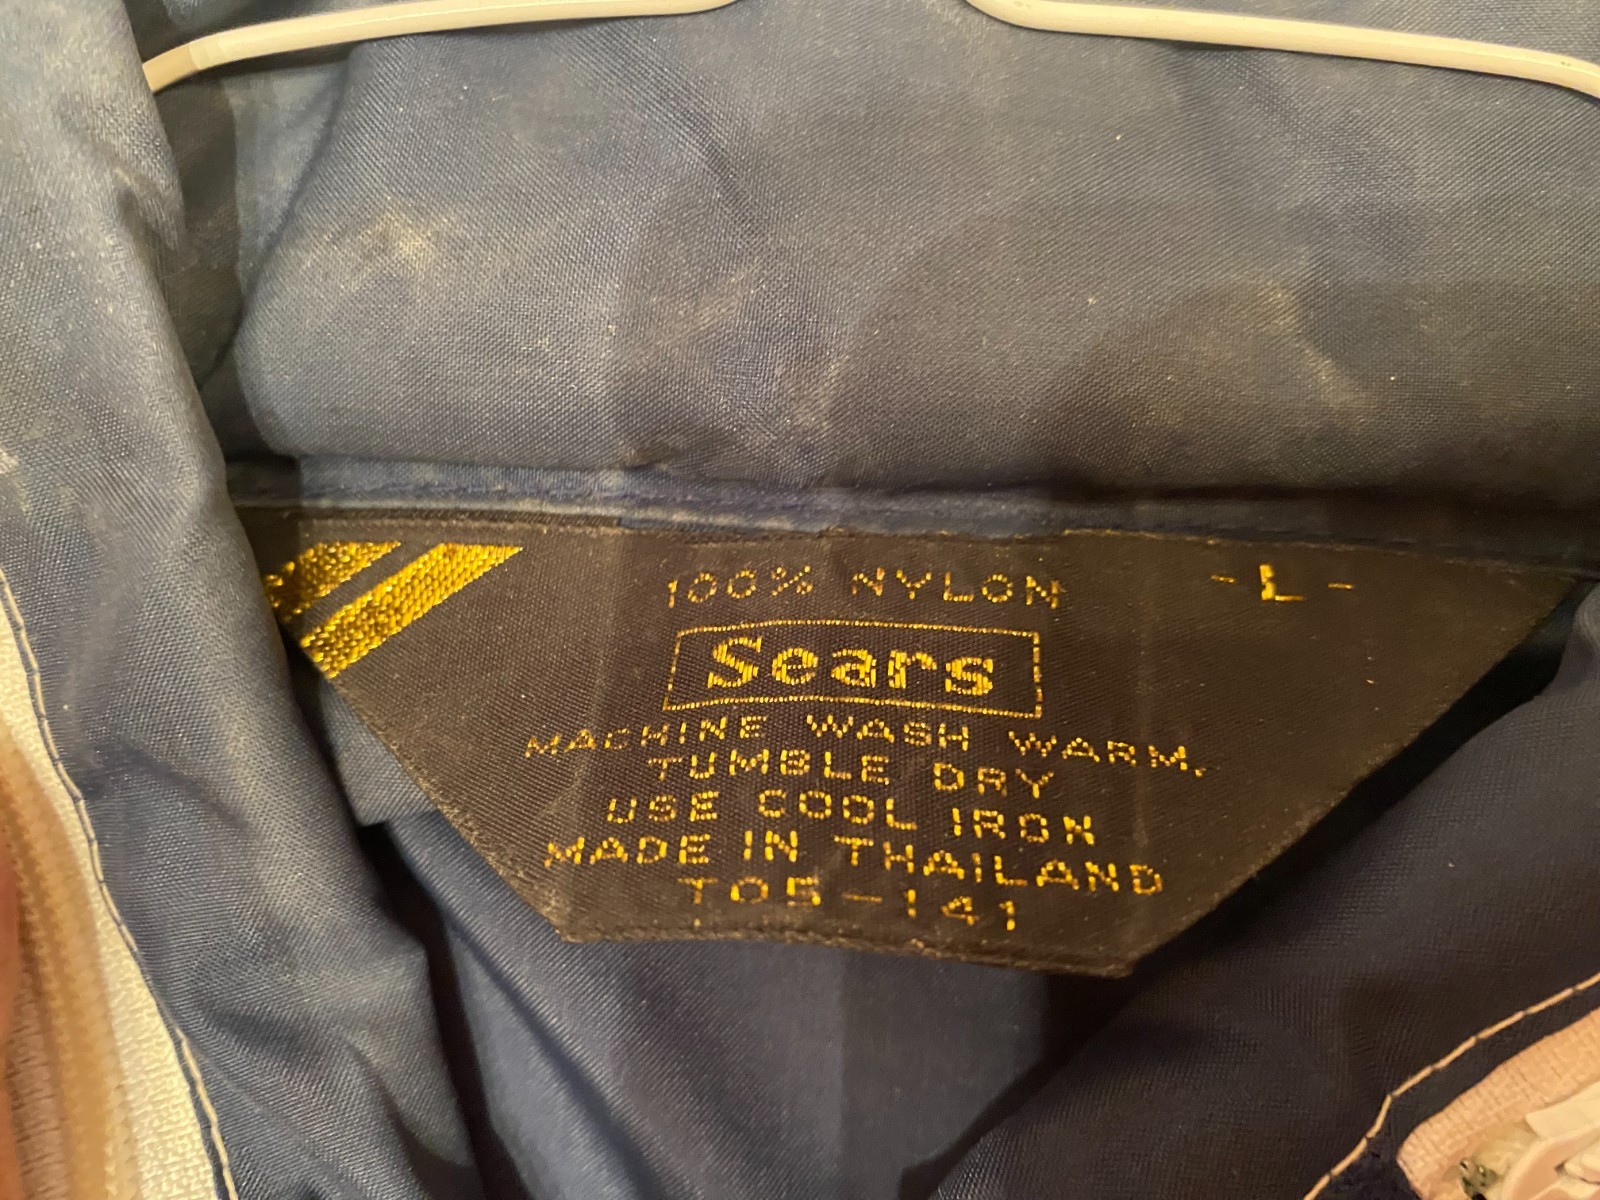 100% NYLON
-L-
Sears
MACHINE WASH WARM,
TUMBLE DRY
USE COOL IRON
MADE IN THAILAND
T05-141